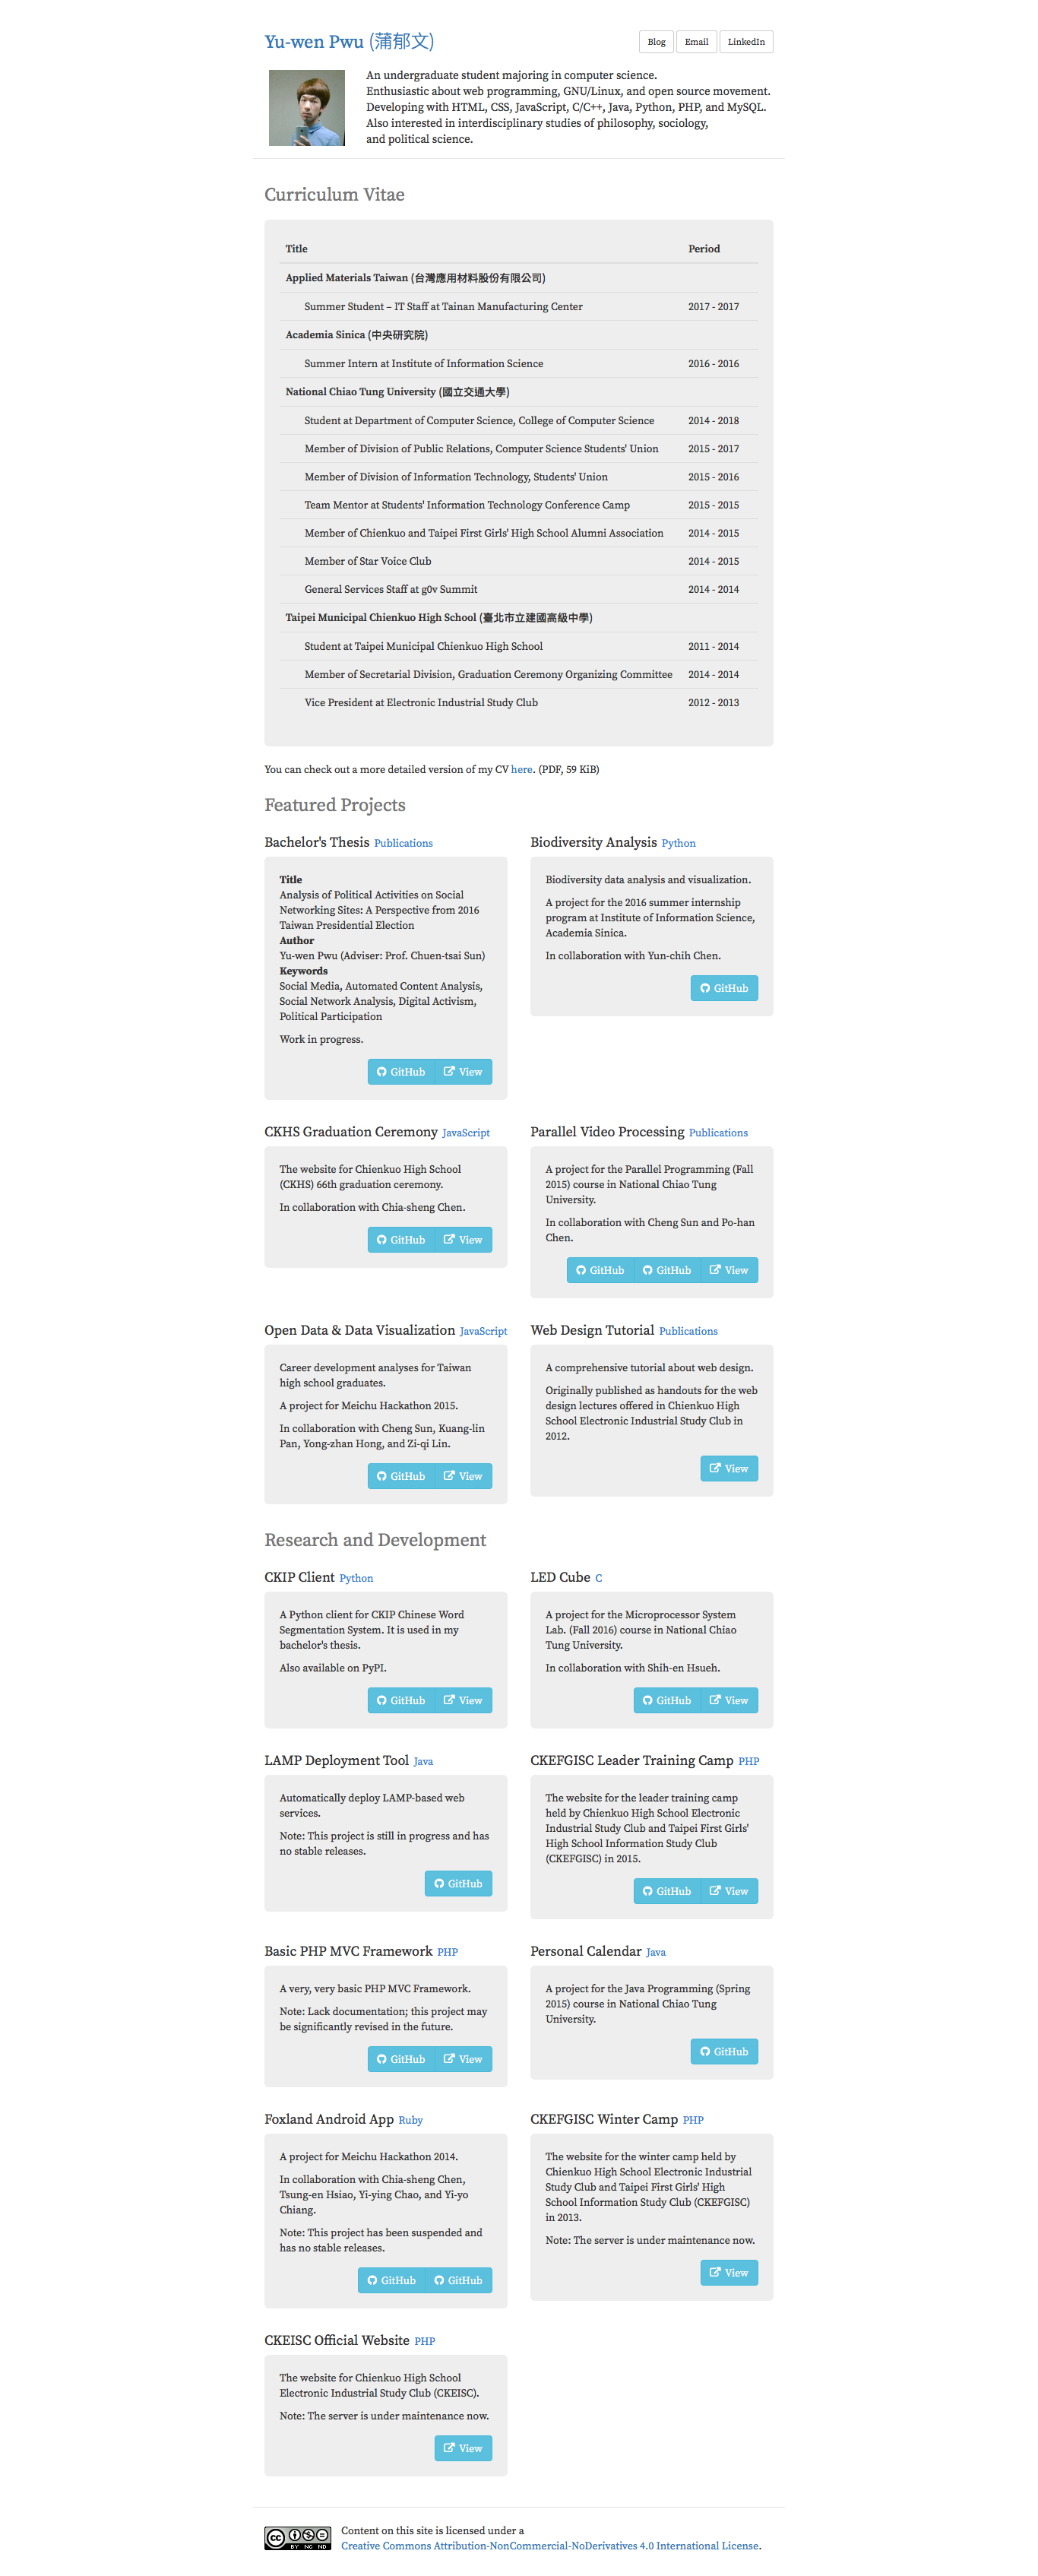 Yu-wen Pwu (蒲郁文)
Blog
Email
LinkedIn
An undergraduate student majoring in computer science.
Enthusiastic about web programming, GNU/Linux, and open source movement.
Developing with HTML, CSS, JavaScript, C/C++, Java, Python, PHP, and MySQL.
Also interested in interdisciplinary studies of philosophy, sociology,
and political science.
Curriculum Vitae
Title Period
Applied Materials Taiwan (台灣應用材料股份有限公司)
Summer Student – IT Staff at Tainan Manufacturing Center 2017 - 2017
Academia Sinica (中央研究院)
Summer Intern at Institute of Information Science 2016 - 2016
National Chiao Tung University (國立交通大學)
Student at Department of Computer Science, College of Computer Science 2014 - 2018
Member of Division of Public Relations, Computer Science Students' Union 2015 - 2017
Member of Division of Information Technology, Students' Union 2015 - 2016
Team Mentor at Students' Information Technology Conference Camp 2015 - 2015
Member of Chienkuo and Taipei First Girls' High School Alumni Association 2014 - 2015
Member of Star Voice Club 2014 - 2015
General Services Staff at g0v Summit 2014 - 2014
Taipei Municipal Chienkuo High School (臺北市立建國高級中學)
Student at Taipei Municipal Chienkuo High School 2011 - 2014
Member of Secretarial Division, Graduation Ceremony Organizing Committee 2014 - 2014
Vice President at Electronic Industrial Study Club 2012 - 2013
You can check out a more detailed version of my CV here. (PDF, 59 KiB)
Featured Projects
Bachelor's Thesis Publications
Title
Analysis of Political Activities on Social
Networking Sites: A Perspective from 2016
Taiwan Presidential Election
Author
Yu-wen Pwu (Adviser: Prof. Chuen-tsai Sun)
Keywords
Social Media, Automated Content Analysis,
Social Network Analysis, Digital Activism,
Political Participation
Work in progress.
GitHub View
Biodiversity Analysis Python
Biodiversity data analysis and visualization.
A project for the 2016 summer internship
program at Institute of Information Science,
Academia Sinica.
In collaboration with Yun-chih Chen.
GitHub
CKHS Graduation Ceremony JavaScript
The website for Chienkuo High School
(CKHS) 66th graduation ceremony.
In collaboration with Chia-sheng Chen.
GitHub View
Parallel Video Processing Publications
A project for the Parallel Programming (Fall
2015) course in National Chiao Tung
University.
In collaboration with Cheng Sun and Po-han
Chen.
GitHub GitHub View
Open Data & Data Visualization JavaScript
Career development analyses for Taiwan
high school graduates.
A project for Meichu Hackathon 2015.
In collaboration with Cheng Sun, Kuang-lin
Pan, Yong-zhan Hong, and Zi-qi Lin.
GitHub View
Web Design Tutorial Publications
A comprehensive tutorial about web design.
Originally published as handouts for the web
design lectures offered in Chienkuo High
School Electronic Industrial Study Club in
2012.
View
Research and Development
CKIP Client Python
A Python client for CKIP Chinese Word
Segmentation System. It is used in my
bachelor's thesis.
Also available on PyPI.
GitHub View
LED Cube C
A project for the Microprocessor System
Lab. (Fall 2016) course in National Chiao
Tung University.
In collaboration with Shih-en Hsueh.
GitHub View
LAMP Deployment Tool Java
Automatically deploy LAMP-based web
services.
Note: This project is still in progress and has
no stable releases.
GitHub
CKEFGISC Leader Training Camp PHP
The website for the leader training camp
held by Chienkuo High School Electronic
Industrial Study Club and Taipei First Girls'
High School Information Study Club
(CKEFGISC) in 2015.
GitHub View
Basic PHP MVC Framework PHP
A very, very basic PHP MVC Framework.
Note: Lack documentation; this project may
be significantly revised in the future.
GitHub View
Personal Calendar Java
A project for the Java Programming (Spring
2015) course in National Chiao Tung
University.
GitHub
Foxland Android App Ruby
A project for Meichu Hackathon 2014.
In collaboration with Chia-sheng Chen,
Tsung-en Hsiao, Yi-ying Chao, and Yi-yo
Chiang.
Note: This project has been suspended and
has no stable releases.
GitHub GitHub
CKEFGISC Winter Camp PHP
The website for the winter camp held by
Chienkuo High School Electronic Industrial
Study Club and Taipei First Girls' High
School Information Study Club (CKEFGISC)
in 2013.
Note: The server is under maintenance now.
View
CKEISC Official Website PHP
The website for Chienkuo High School
Electronic Industrial Study Club (CKEISC).
Note: The server is under maintenance now.
View
cc BY NC ND
Content on this site is licensed under a
Creative Commons Attribution-NonCommercial-NoDerivatives 4.0 International License.